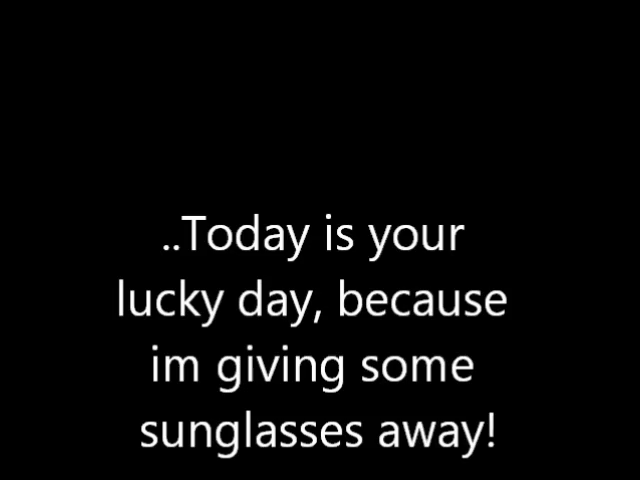 ..Today is your
lucky day, because
im giving some
sunglasses away!